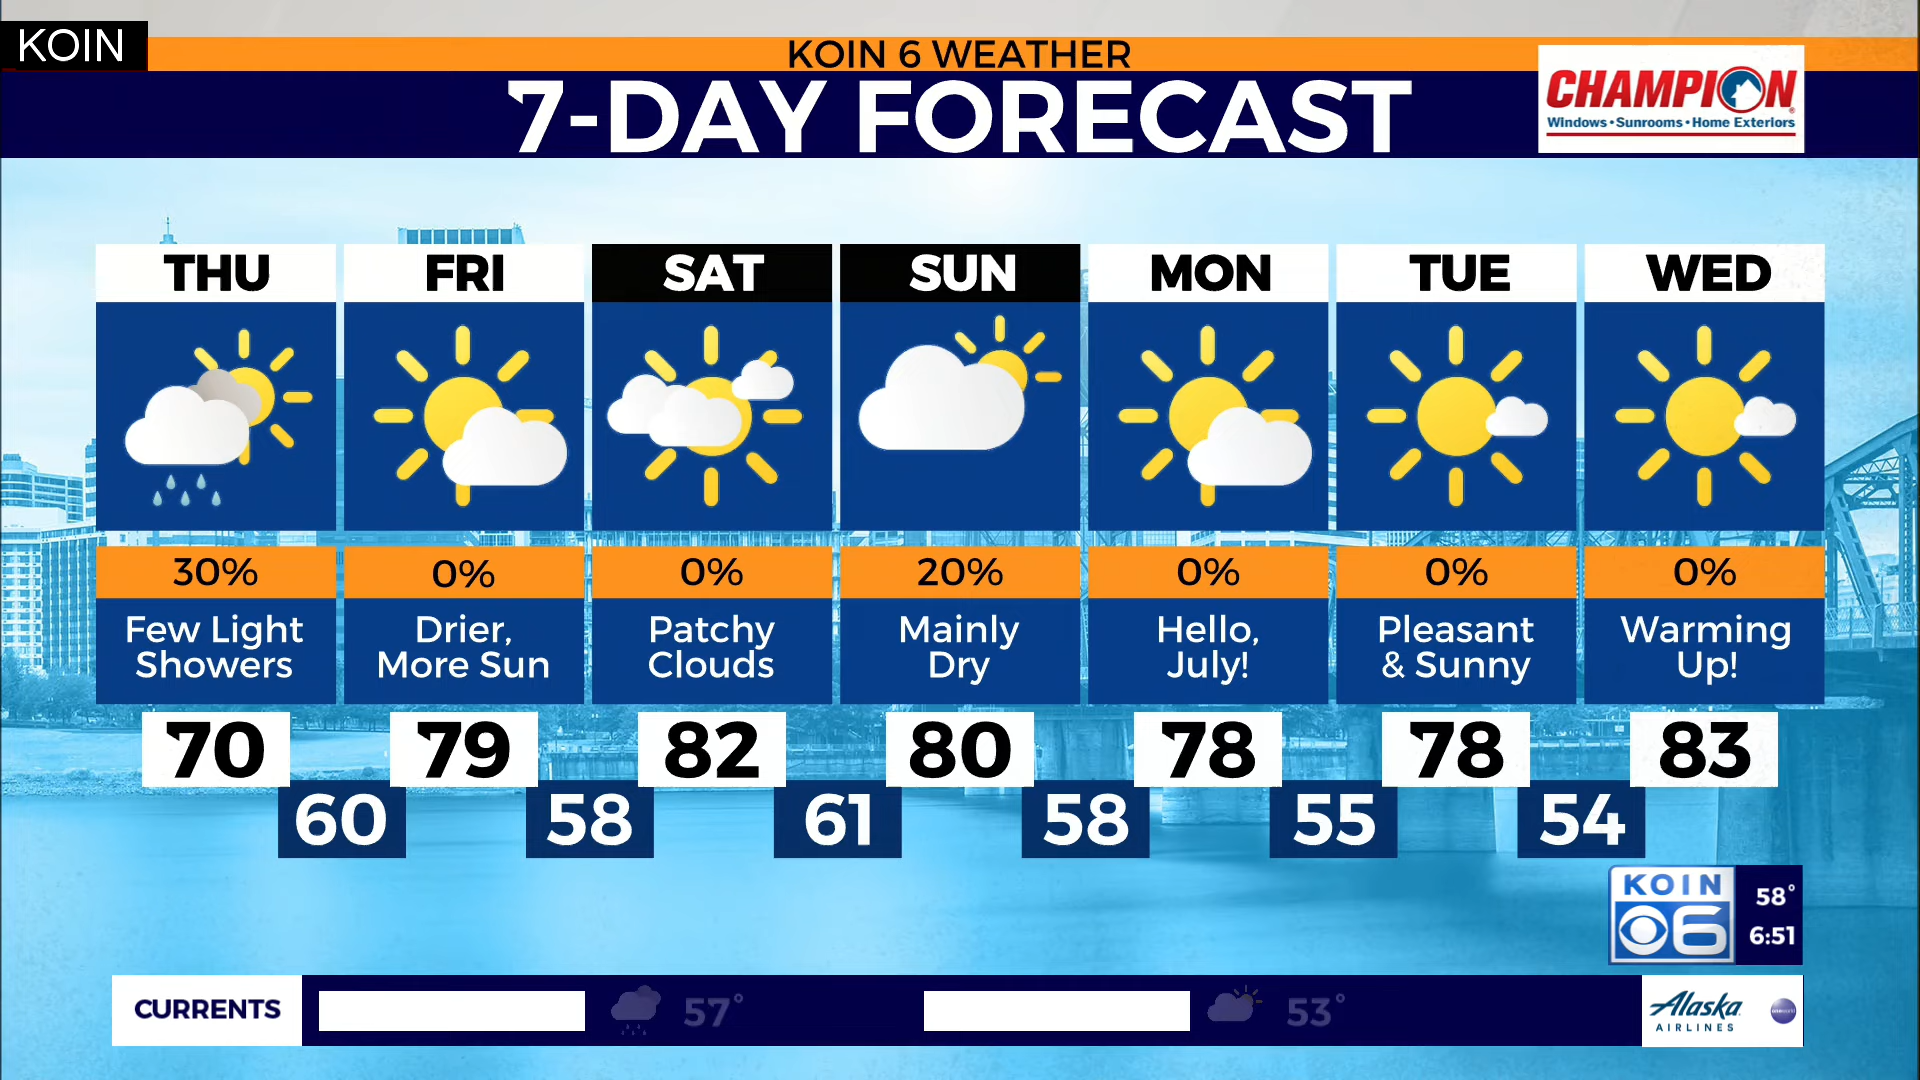 KOIN
KOIN 6 WEATHER
7-DAY FORECAST
CHAMPION
Windows • Sunrooms • Home Exteriors
THU FRI SAT SUN MON TUE WED
30% 0% 0% 20% 0% 0% 0%
Few Light Drier, Patchy Mainly Hello, Pleasant Warming
Showers More Sun Clouds Dry July! & Sunny Up!
70 79 82 80 78 78 83
60 58 61 58 55 54
KOIN 58°
6 6:51
CURRENTS 57° 53° Alaska
AIRLINES